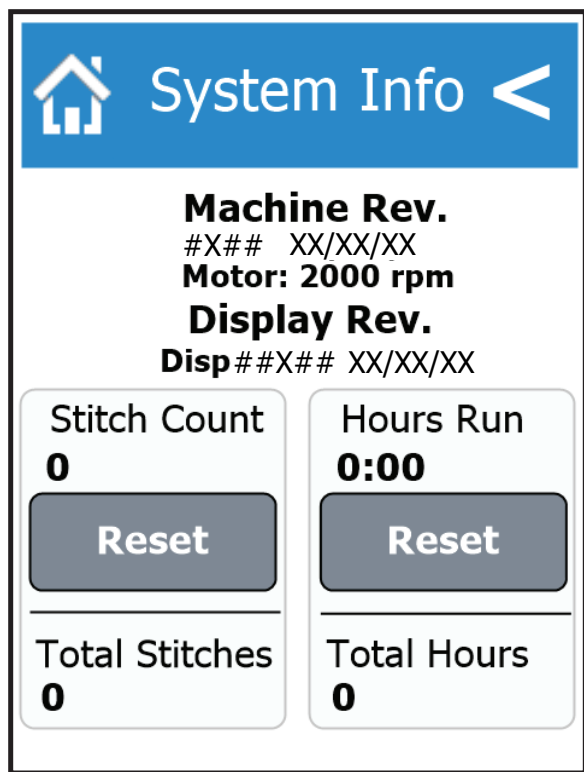 System Info <
Machine Rev.
#X## XX/XX/XX
Motor: 2000 rpm
Display Rev.
Disp##X## XX/XX/XX
Stitch Count
0
Reset
Total Stitches
0
Hours Run
0:00
Reset
Total Hours
0